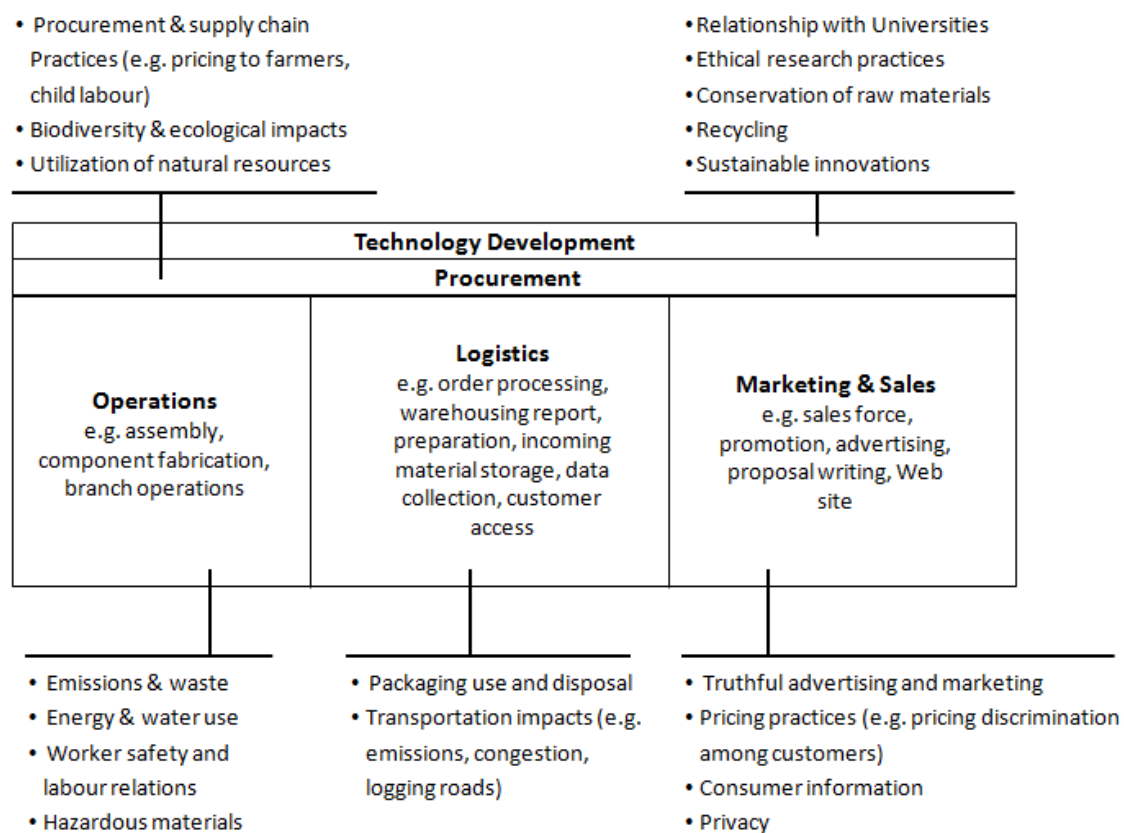 • Procurement & supply chain
Practices (e.g. pricing to farmers,
child labour)
• Biodiversity & ecological impacts
• Utilization of natural resources
• Relationship with Universities
• Ethical research practices
• Conservation of raw materials
• Recycling
• Sustainable innovations
Technology Development
Procurement
Operations
e.g. assembly,
component fabrication,
branch operations
Logistics
e.g. order processing,
warehousing report,
preparation, incoming
material storage, data
collection, customer
access
Marketing & Sales
e.g. sales force,
promotion, advertising,
proposal writing, Web
site
• Emissions & waste
• Energy & water use
• Worker safety and
labour relations
• Hazardous materials
• Packaging use and disposal
• Transportation impacts (e.g.
emissions, congestion,
logging roads)
• Truthful advertising and marketing
• Pricing practices (e.g. pricing discrimination
among customers)
• Consumer information
• Privacy